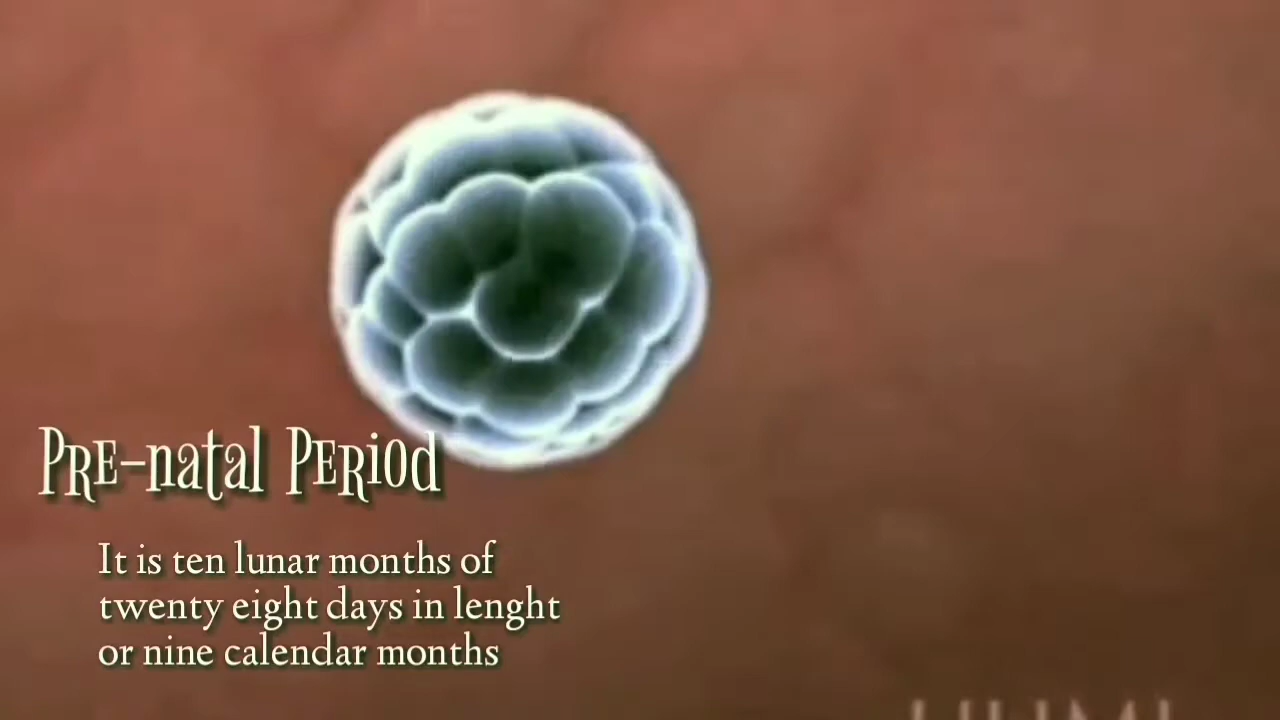 Pre-natal Period
It is ten lunar months of
twenty eight days in lenght
or nine calendar months